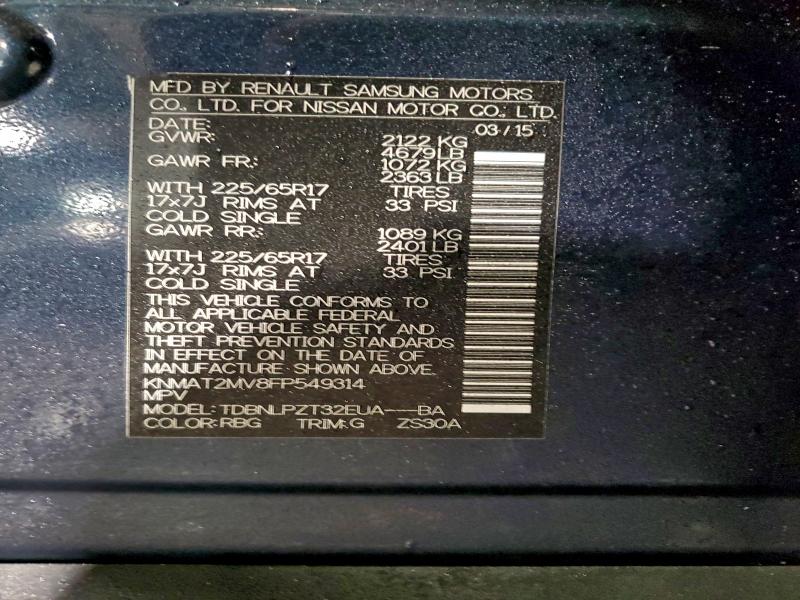 MFD BY RENAULT SAMSUNG MOTORS
CO., LTD. FOR NISSAN MOTOR CO., LTD.
DATE: 03/15
GVWR: 2122 KG
4679 LB
GAWR FR.: 1072 KG
2363 LB
WITH 225/65R17 TIRES
17x7J RIMS AT 33 PSI
COLD SINGLE
GAWR RR.: 1089 KG
2401 LB
WITH 225/65R17 TIRES
17x7J RIMS AT 33 PSI
COLD SINGLE
THIS VEHICLE CONFORMS TO
ALL APPLICABLE FEDERAL
MOTOR VEHICLE SAFETY AND
THEFT PREVENTION STANDARDS
IN EFFECT ON THE DATE OF
MANUFACTURE SHOWN ABOVE.
KNMAT2MV8FP549314
MPV
MODEL: TDBNLPZT32EUA---BA
COLOR:RBG TRIM:G ZS30A